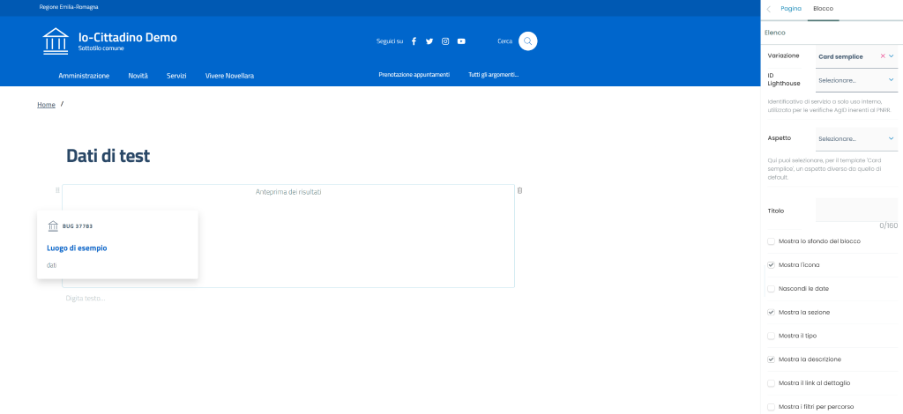 Regione Emilia-Romagna
Io-Cittadino Demo
Sottotilo comune
Seguici su
Cerca
Amministrazione Novità Servizi Vivere Novellara
Prenotazione appuntamenti Tutti gli argomenti...
Home /
Dati di test
Anteprima dei risultati
BUG 37783
Luogo di esempio
dati
Digita testo...
Pagina Blocco
Elenco
Variazione Card semplice
ID Lighthouse Selezionare...
Identificativo di servizio a solo uso interno,
utilizzato per le verifiche AgID inerenti al PNRR
Aspetto Selezionare...
Qui puoi selezionare, per il template 'Card
semplice', un aspetto diverso da quello di
default.
Titolo
0/160
Mostra lo sfondo del blocco
Mostra l'icona
Nascondi le date
Mostra la sezione
Mostra il tipo
Mostra la descrizione
Mostra il link al dettaglio
Mostra i filtri per percorso